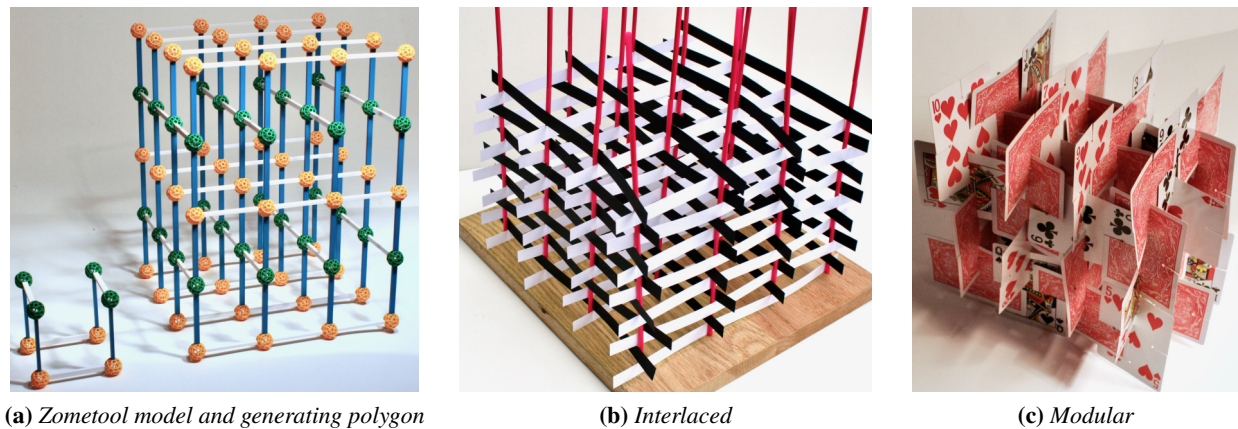 (a) Zometool model and generating polygon
(b) Interlaced
(c) Modular